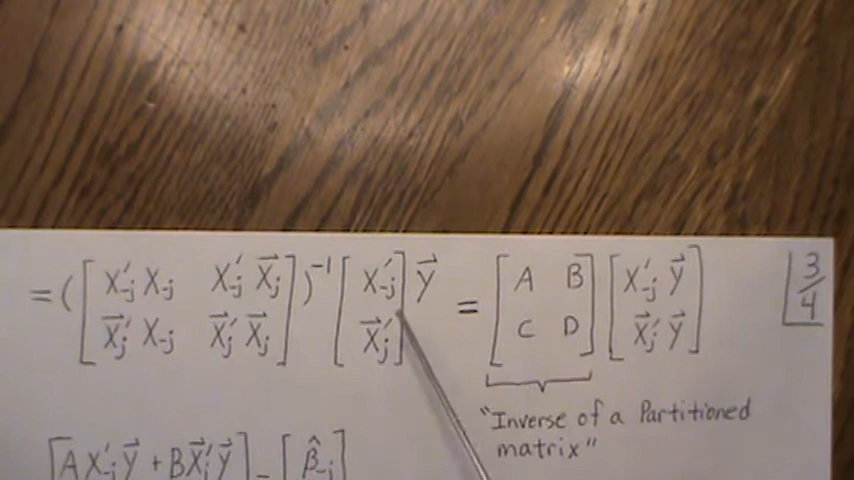 = ( [ X′₋ⱼ X₋ⱼ X′₋ⱼ X⃗ⱼ ] )⁻¹ [ X′₋ⱼ ] Y⃗ = [ A B ] [ X′₋ⱼ Y⃗ ] 3/4
[ X⃗ⱼ′ X₋ⱼ X⃗ⱼ′ X⃗ⱼ ] [ X⃗ⱼ′ ] [ C D ] [ X⃗ⱼ′ Y⃗ ]
"Inverse of a Partitioned
matrix"
[ A X′₋ⱼ Y⃗ + B X⃗ⱼ′ Y⃗ ] = [ β̂₋ⱼ ]